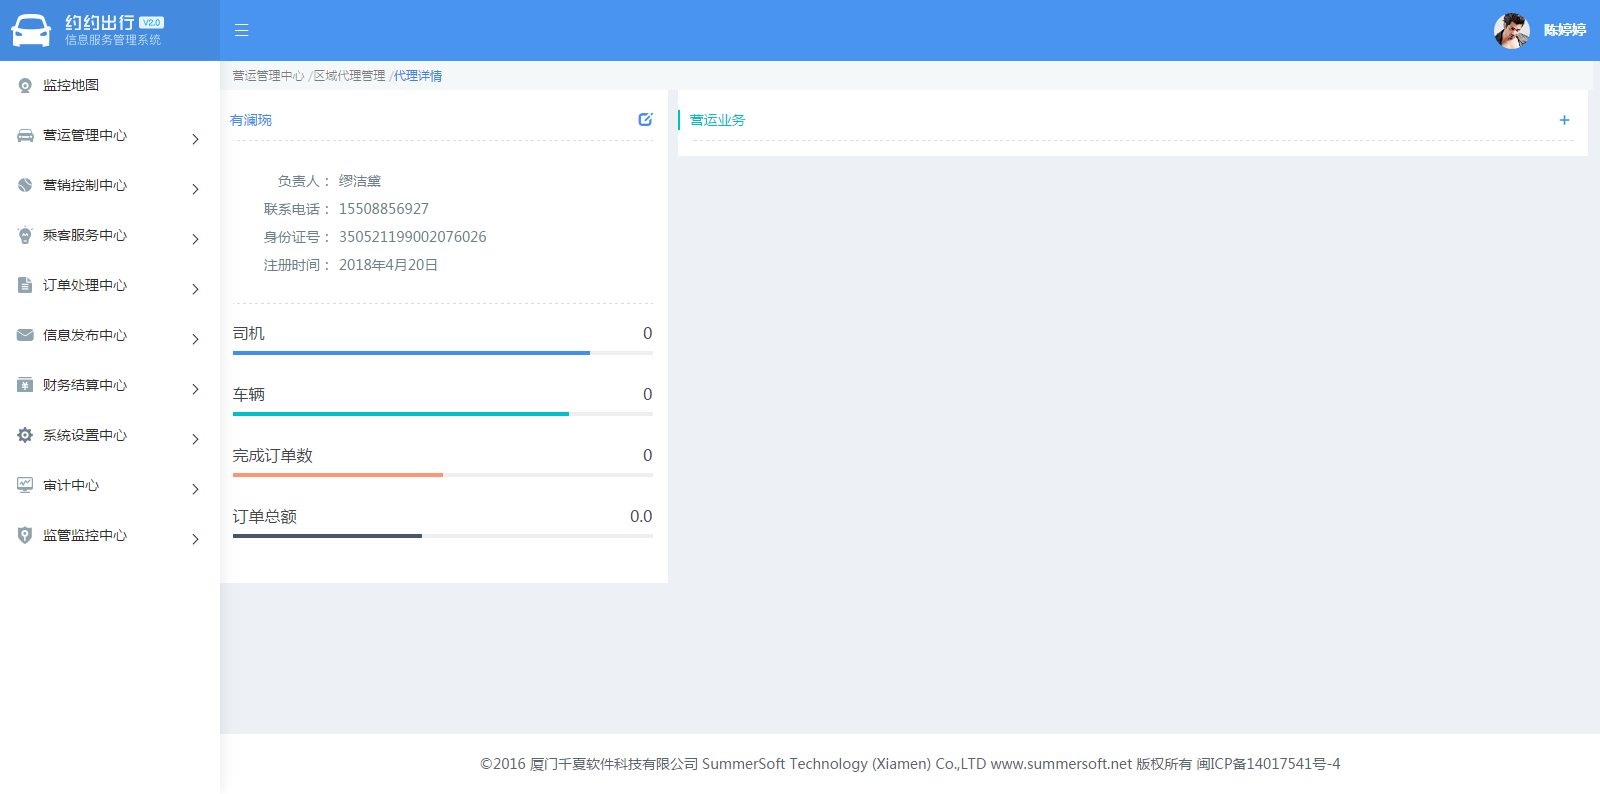 约约出行 V2.0
信息服务管理系统
陈婷婷
监控地图
营运管理中心
营销控制中心
乘客服务中心
订单处理中心
信息发布中心
财务结算中心
系统设置中心
审计中心
监管监控中心
营运管理中心 /区域代理管理 /代理详情
有澜琬
负责人： 缪洁黛
联系电话： 15508856927
身份证号： 350521199002076026
注册时间： 2018年4月20日
司机 0
车辆 0
完成订单数 0
订单总额 0.0
营运业务 +
©2016 厦门千夏软件科技有限公司 SummerSoft Technology (Xiamen) Co.,LTD www.summersoft.net 版权所有 闽ICP备14017541号-4